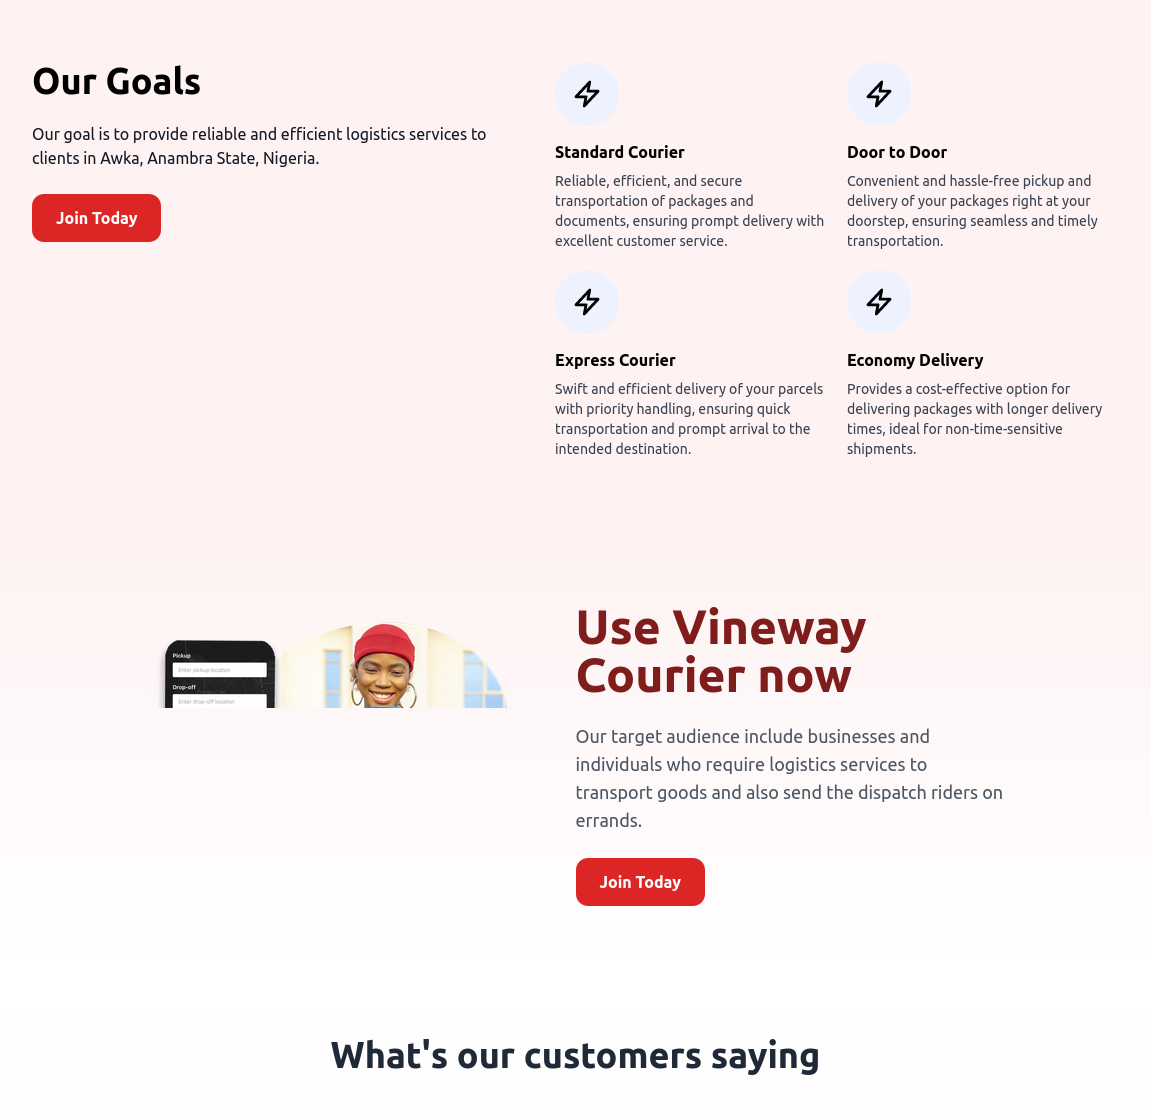 Our Goals
Our goal is to provide reliable and efficient logistics services to
clients in Awka, Anambra State, Nigeria.
Join Today
Standard Courier
Reliable, efficient, and secure
transportation of packages and
documents, ensuring prompt delivery with
excellent customer service.
Door to Door
Convenient and hassle-free pickup and
delivery of your packages right at your
doorstep, ensuring seamless and timely
transportation.
Express Courier
Swift and efficient delivery of your parcels
with priority handling, ensuring quick
transportation and prompt arrival to the
intended destination.
Economy Delivery
Provides a cost-effective option for
delivering packages with longer delivery
times, ideal for non-time-sensitive
shipments.
Pickup
Enter pickup location
Drop-off
Enter drop-off location
Use Vineway
Courier now
Our target audience include businesses and
individuals who require logistics services to
transport goods and also send the dispatch riders on
errands.
Join Today
What's our customers saying